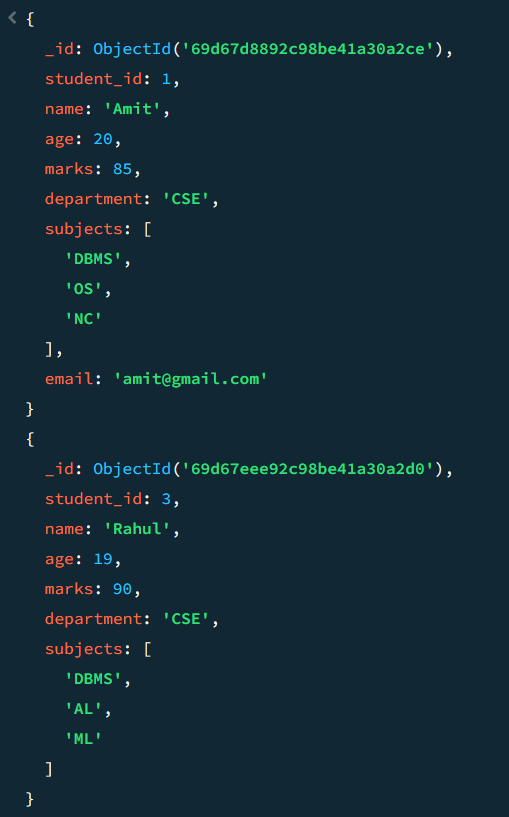 {
  _id: ObjectId('69d67d8892c98be41a30a2ce'),
  student_id: 1,
  name: 'Amit',
  age: 20,
  marks: 85,
  department: 'CSE',
  subjects: [
    'DBMS',
    'OS',
    'NC'
  ],
  email: 'amit@gmail.com'
}
{
  _id: ObjectId('69d67eee92c98be41a30a2d0'),
  student_id: 3,
  name: 'Rahul',
  age: 19,
  marks: 90,
  department: 'CSE',
  subjects: [
    'DBMS',
    'AL',
    'ML'
  ]
}